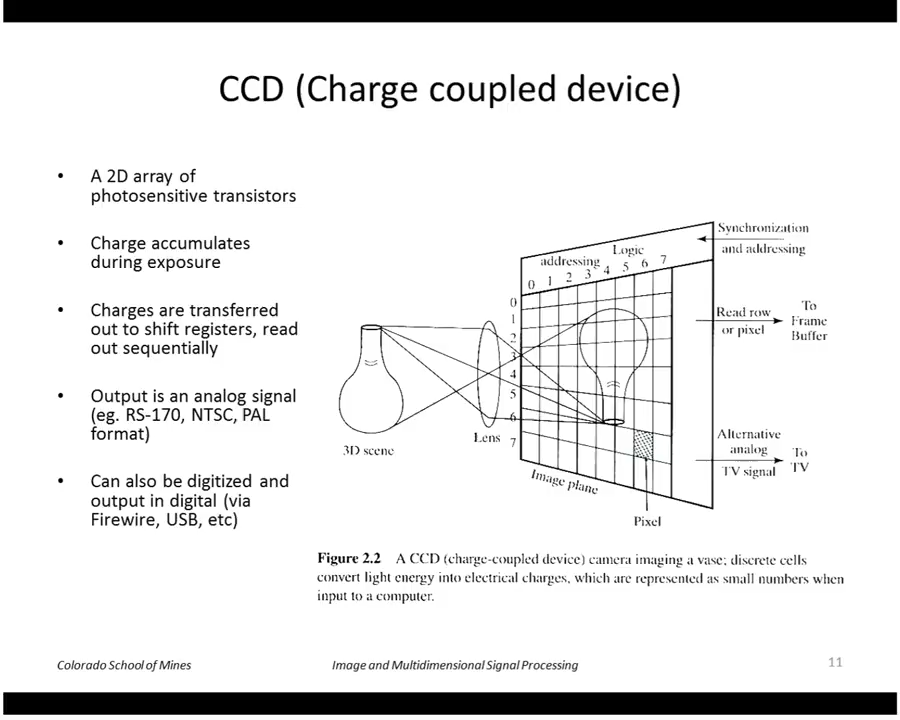 CCD (Charge coupled device)
• A 2D array of
photosensitive transistors
• Charge accumulates
during exposure
• Charges are transferred
out to shift registers, read
out sequentially
• Output is an analog signal
(eg. RS-170, NTSC, PAL
format)
• Can also be digitized and
output in digital (via
Firewire, USB, etc)
Synchronization
and addressing
Logic
addressing
0 1 2 3 4 5 6 7
0
1
2
3
4
5
6
7
Read row
or pixel
To
Frame
Buffer
Alternative
analog
TV signal
To
TV
3D scene
Lens
Image plane
Pixel
Figure 2.2 A CCD (charge-coupled device) camera imaging a vase; discrete cells
convert light energy into electrical charges, which are represented as small numbers when
input to a computer.
Colorado School of Mines
Image and Multidimensional Signal Processing
11